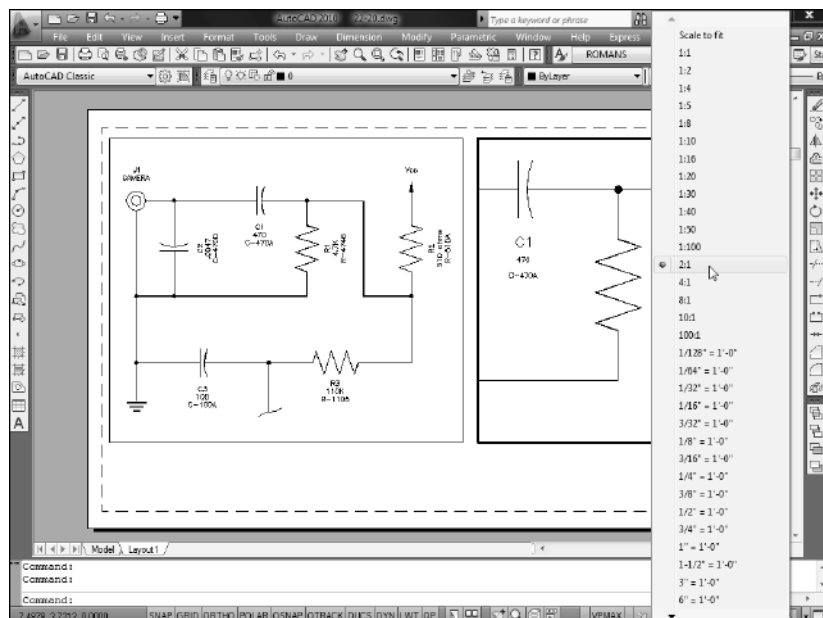 AutoCAD 2010 22-20.dwg
Type a keyword or phrase
File Edit View Insert Format Tools Draw Dimension Modify Parametric Window Help Express
ROMANS
AutoCAD Classic
0
ByLayer
J1
CAMERA
C1
470
C-470A
R1
4.7K
VDD
C3
100
C-100A
R3
110K
C1
470
Scale to fit
1:1
1:2
1:4
1:5
1:8
1:10
1:16
1:20
1:30
1:40
1:50
1:100
2:1
4:1
8:1
10:1
100:1
1/128" = 1'-0"
1/64" = 1'-0"
1/32" = 1'-0"
1/16" = 1'-0"
3/32" = 1'-0"
1/8" = 1'-0"
3/16" = 1'-0"
1/4" = 1'-0"
3/8" = 1'-0"
1/2" = 1'-0"
3/4" = 1'-0"
1" = 1'-0"
1-1/2" = 1'-0"
3" = 1'-0"
6" = 1'-0"
Model Layout1
Command:
Command:
Command:
SNAP GRID ORTHO POLAR OSNAP OTRACK DUCS DYN LWT QP
VPMAX